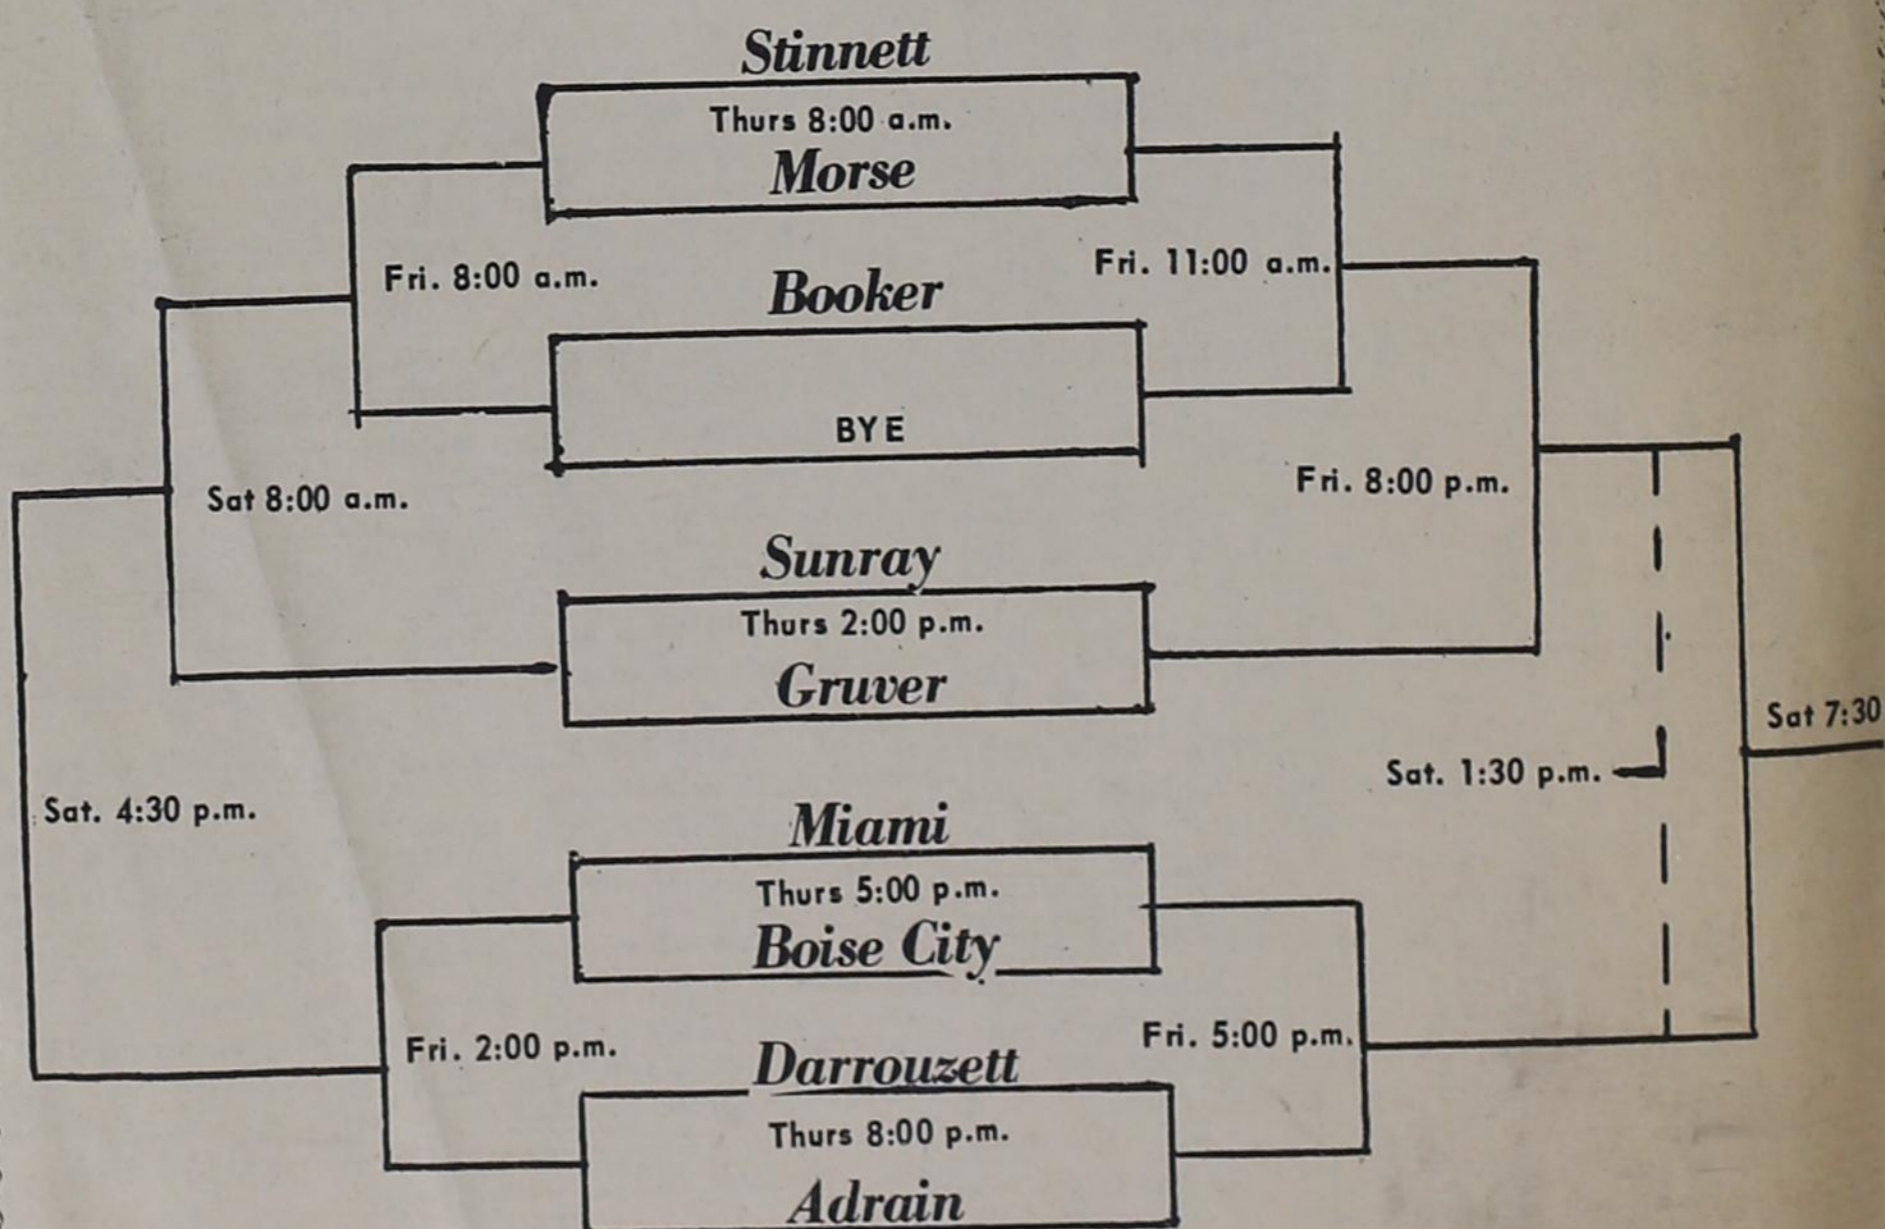 Stinnett
Thurs 8:00 a.m.
Morse
Fri. 8:00 a.m.
Booker
Fri. 11:00 a.m.
BYE
Sat 8:00 a.m.
Fri. 8:00 p.m.
Sunray
Thurs 2:00 p.m.
Gruver
Sat 7:30
Sat. 1:30 p.m.
Sat. 4:30 p.m.
Miami
Thurs 5:00 p.m.
Boise City
Fri. 2:00 p.m.
Darrouzett
Fri. 5:00 p.m.
Thurs 8:00 p.m.
Adrain